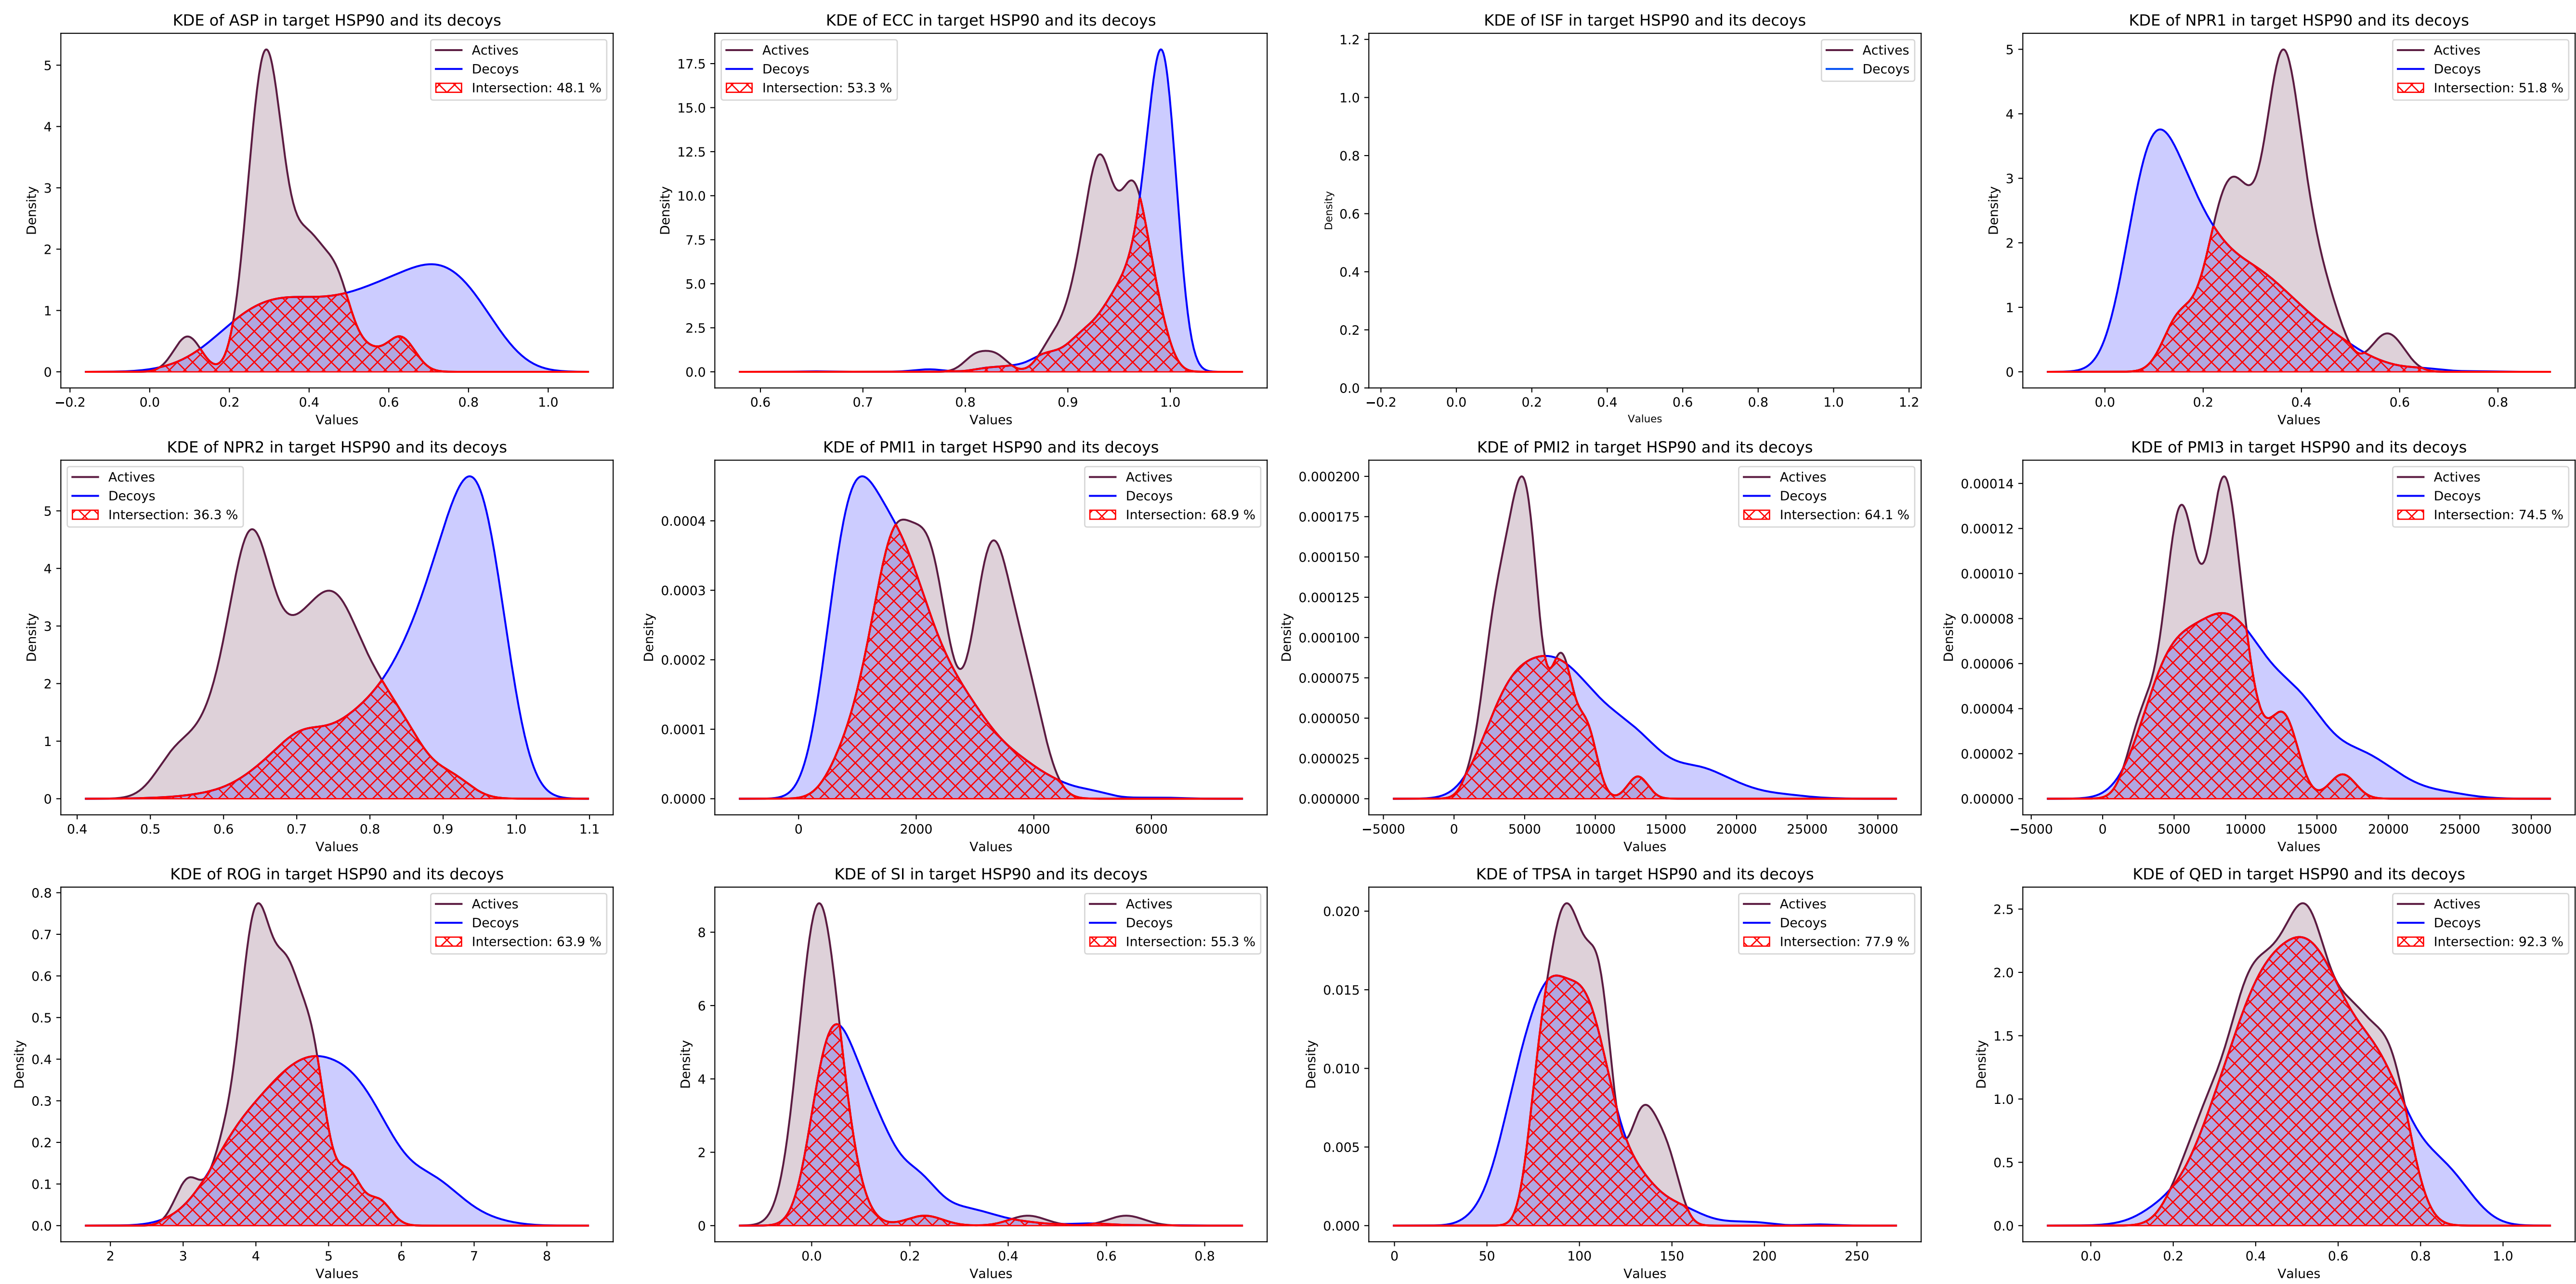 KDE of ASP in target HSP90 and its decoys
Actives
Decoys
Intersection: 48.1 %
Density
5
4
3
2
1
0
−0.2 0.0 0.2 0.4 0.6 0.8 1.0
Values
KDE of ECC in target HSP90 and its decoys
Actives
Decoys
Intersection: 53.3 %
Density
17.5
15.0
12.5
10.0
7.5
5.0
2.5
0.0
0.6 0.7 0.8 0.9 1.0
Values
KDE of ISF in target HSP90 and its decoys
Actives
Decoys
Density
1.2
1.0
0.8
0.6
0.4
0.2
0.0
−0.2 0.0 0.2 0.4 0.6 0.8 1.0 1.2
Values
KDE of NPR1 in target HSP90 and its decoys
Actives
Decoys
Intersection: 51.8 %
Density
5
4
3
2
1
0
0.0 0.2 0.4 0.6 0.8
Values
KDE of NPR2 in target HSP90 and its decoys
Actives
Decoys
Intersection: 36.3 %
Density
5
4
3
2
1
0
0.4 0.5 0.6 0.7 0.8 0.9 1.0 1.1
Values
KDE of PMI1 in target HSP90 and its decoys
Actives
Decoys
Intersection: 68.9 %
Density
0.0004
0.0003
0.0002
0.0001
0.0000
0 2000 4000 6000
Values
KDE of PMI2 in target HSP90 and its decoys
Actives
Decoys
Intersection: 64.1 %
Density
0.000200
0.000175
0.000150
0.000125
0.000100
0.000075
0.000050
0.000025
0.000000
−5000 0 5000 10000 15000 20000 25000 30000
Values
KDE of PMI3 in target HSP90 and its decoys
Actives
Decoys
Intersection: 74.5 %
Density
0.00014
0.00012
0.00010
0.00008
0.00006
0.00004
0.00002
0.00000
−5000 0 5000 10000 15000 20000 25000 30000
Values
KDE of ROG in target HSP90 and its decoys
Actives
Decoys
Intersection: 63.9 %
Density
0.8
0.7
0.6
0.5
0.4
0.3
0.2
0.1
0.0
2 3 4 5 6 7 8
Values
KDE of SI in target HSP90 and its decoys
Actives
Decoys
Intersection: 55.3 %
Density
8
6
4
2
0
0.0 0.2 0.4 0.6 0.8
Values
KDE of TPSA in target HSP90 and its decoys
Actives
Decoys
Intersection: 77.9 %
Density
0.020
0.015
0.010
0.005
0.000
0 50 100 150 200 250
Values
KDE of QED in target HSP90 and its decoys
Actives
Decoys
Intersection: 92.3 %
Density
2.5
2.0
1.5
1.0
0.5
0.0
0.0 0.2 0.4 0.6 0.8 1.0
Values